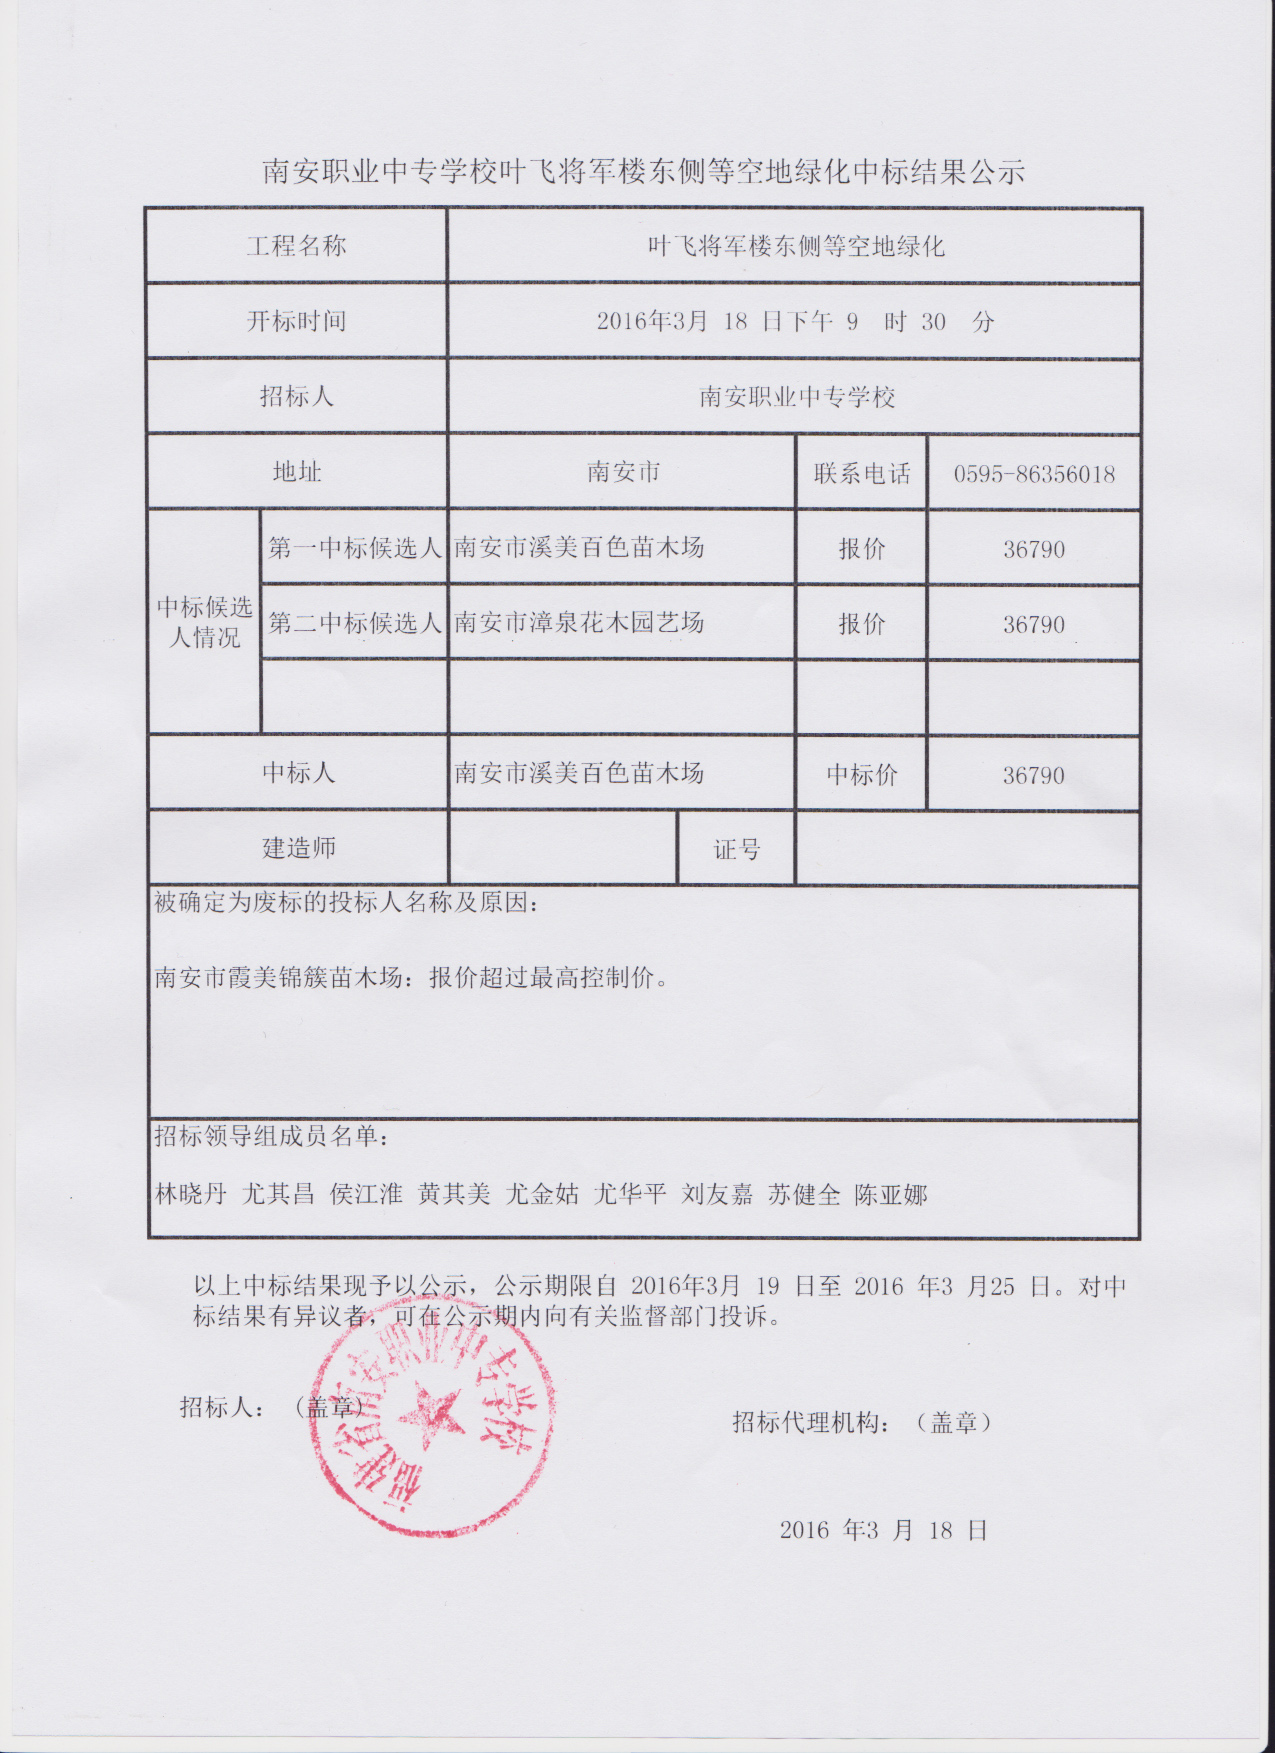 南安职业中专学校叶飞将军楼东侧等空地绿化中标结果公示
工程名称 叶飞将军楼东侧等空地绿化
开标时间 2016年3月 18 日下午 9 时 30 分
招标人 南安职业中专学校
地址 南安市 联系电话 0595-86356018
中标候选人情况
第一中标候选人 南安市溪美百色苗木场 报价 36790
第二中标候选人 南安市漳泉花木园艺场 报价 36790
中标人 南安市溪美百色苗木场 中标价 36790
建造师 证号
被确定为废标的投标人名称及原因：
南安市霞美锦簇苗木场：报价超过最高控制价。
招标领导组成员名单：
林晓丹 尤其昌 侯江淮 黄其美 尤金姑 尤华平 刘友嘉 苏健全 陈亚娜
以上中标结果现予以公示，公示期限自 2016年3月 19 日至 2016 年3 月25 日。对中
标结果有异议者，可在公示期内向有关监督部门投诉。
招标人：（盖章）
福建省南安职业中专学校
招标代理机构：（盖章）
2016 年3 月 18 日